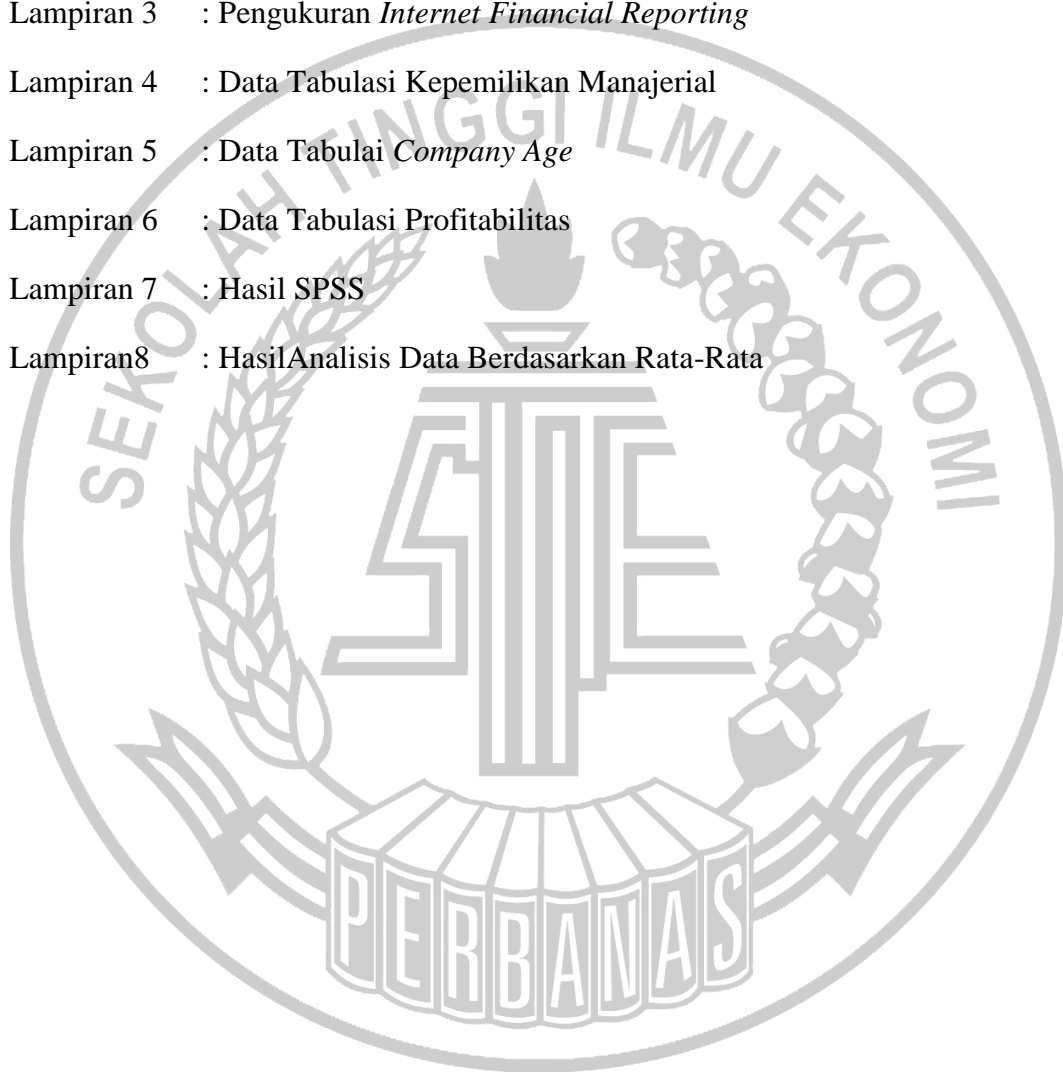 Lampiran 3 : Pengukuran Internet Financial Reporting
Lampiran 4 : Data Tabulasi Kepemilikan Manajerial
Lampiran 5 : Data Tabulai Company Age
Lampiran 6 : Data Tabulasi Profitabilitas
Lampiran 7 : Hasil SPSS
Lampiran8 : HasilAnalisis Data Berdasarkan Rata-Rata
SEKOLAH TINGGI ILMU EKONOMI
STIE
PERBANAS